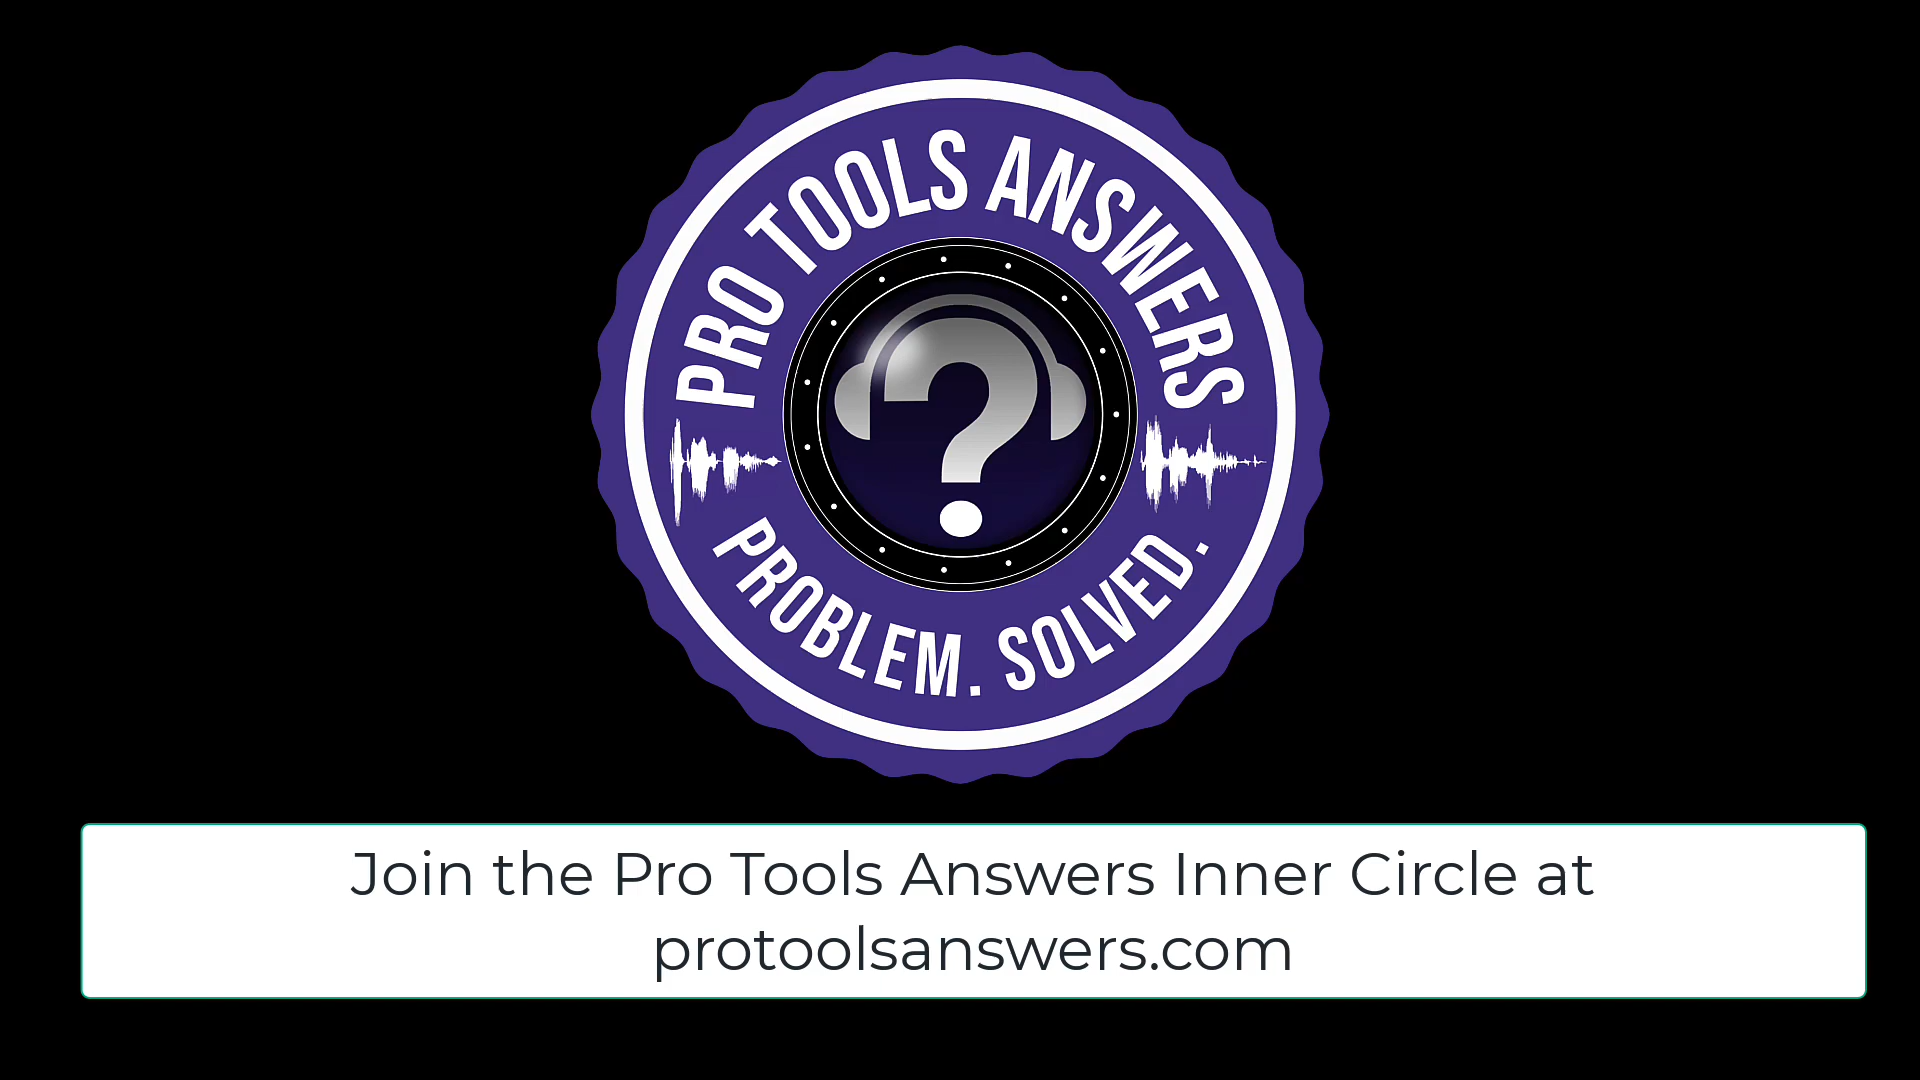 PRO TOOLS ANSWERS
?
PROBLEM. SOLVED.
Join the Pro Tools Answers Inner Circle at
protoolsanswers.com